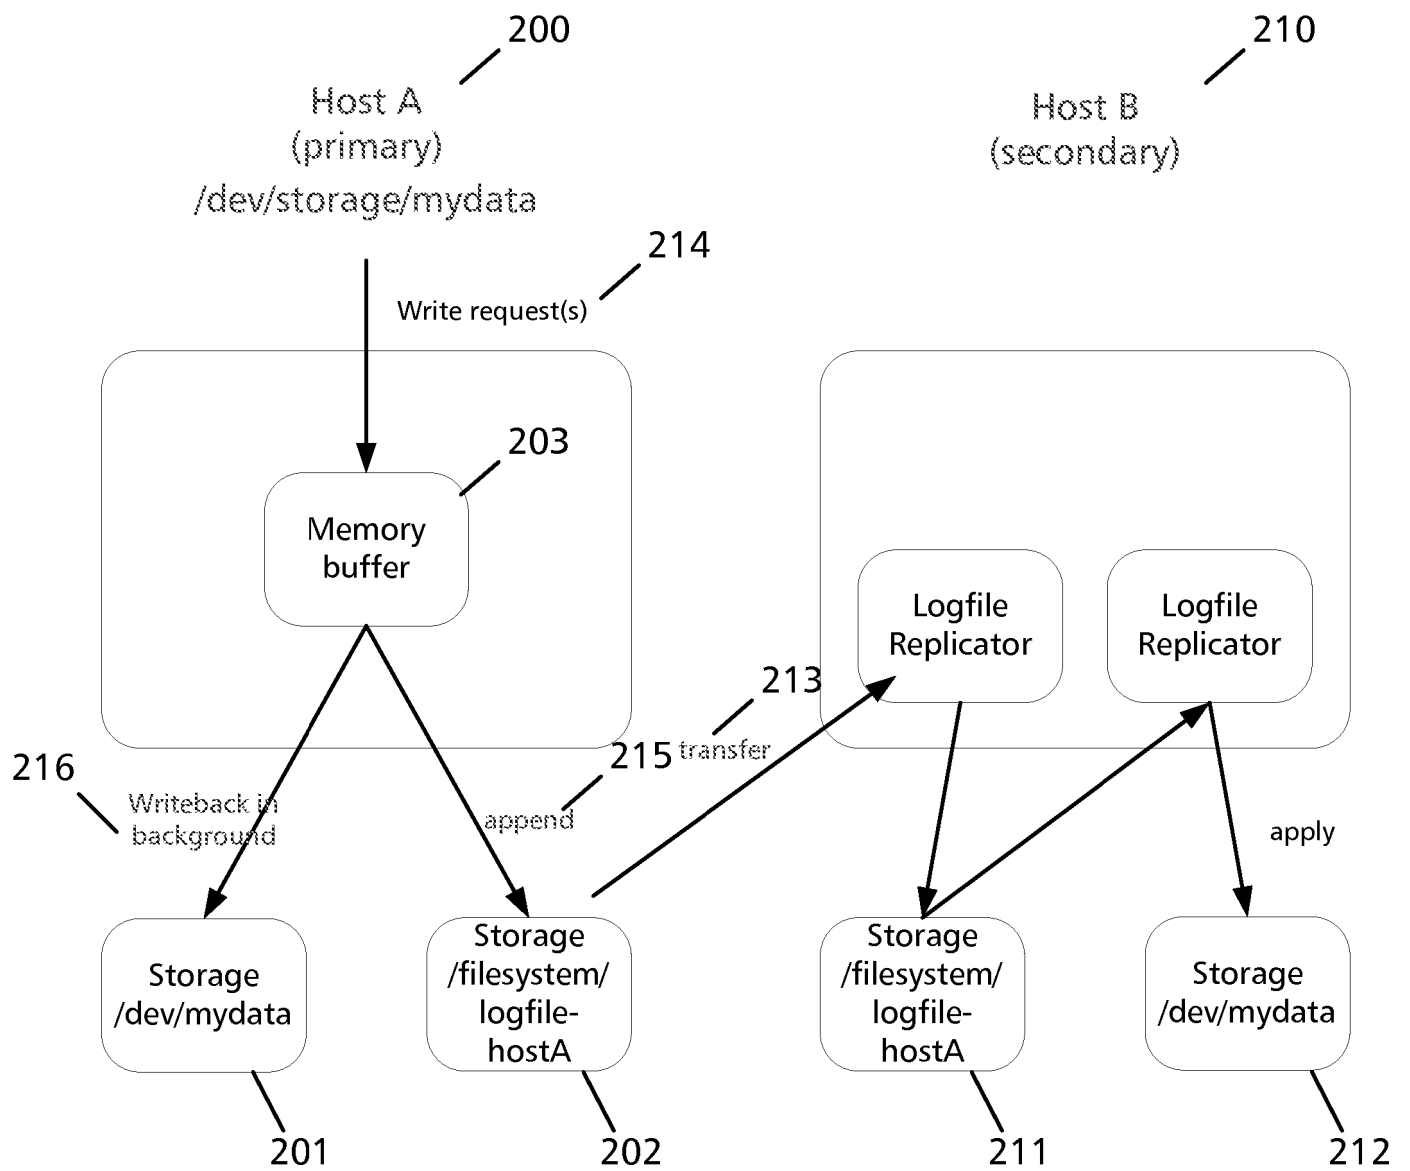 200
210
Host A
(primary)
/dev/storage/mydata
Host B
(secondary)
214
Write request(s)
203
Memory
buffer
Logfile
Replicator
Logfile
Replicator
213
transfer
215
216
Writeback in
background
append
apply
Storage
/dev/mydata
Storage
/filesystem/
logfile-
hostA
Storage
/filesystem/
logfile-
hostA
Storage
/dev/mydata
201
202
211
212